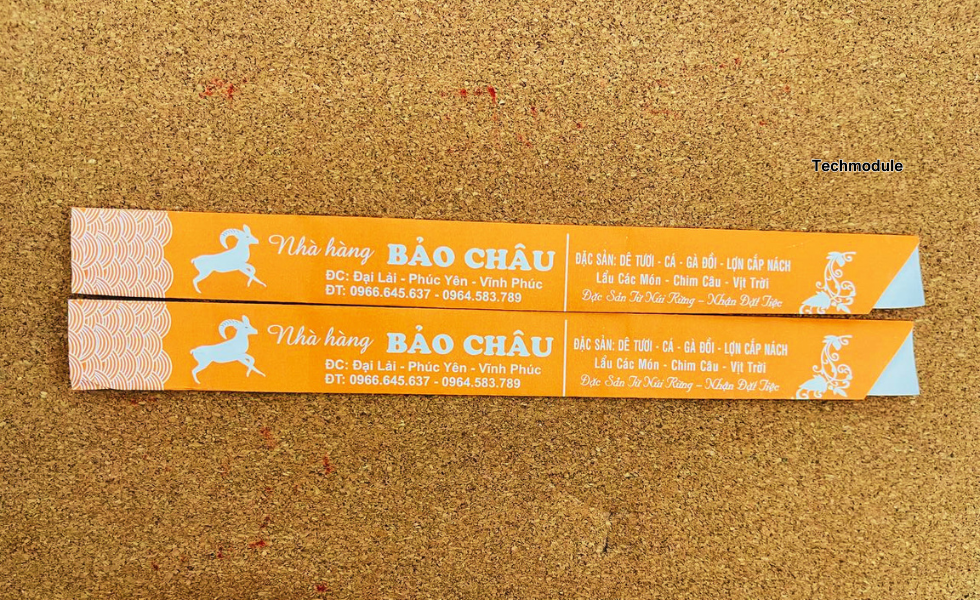 Techmodule
Nhà hàng BẢO CHÂU
ĐC: Đại Lải - Phúc Yên - Vĩnh Phúc
ĐT: 0966.645.637 - 0964.583.789
ĐẶC SẢN: DÊ TƯƠI - CÁ - GÀ ĐỒI - LỢN CẮP NÁCH
Lẩu Các Món - Chim Câu - Vịt Trời
Đặc Sản Từ Núi Rừng - Nhận Đặt Tiệc
Nhà hàng BẢO CHÂU
ĐC: Đại Lải - Phúc Yên - Vĩnh Phúc
ĐT: 0966.645.637 - 0964.583.789
ĐẶC SẢN: DÊ TƯƠI - CÁ - GÀ ĐỒI - LỢN CẮP NÁCH
Lẩu Các Món - Chim Câu - Vịt Trời
Đặc Sản Từ Núi Rừng - Nhận Đặt Tiệc